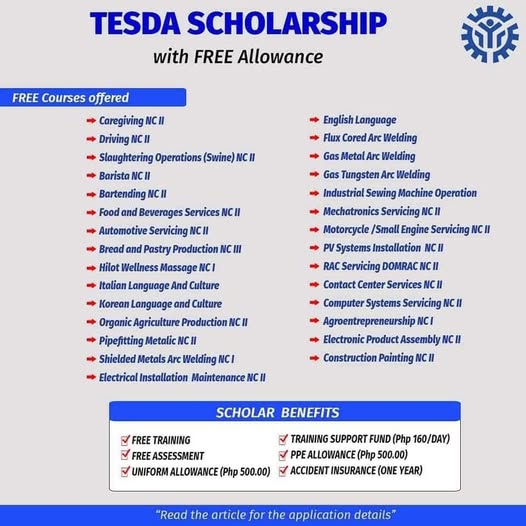 TESDA SCHOLARSHIP
with FREE Allowance
FREE Courses offered
Caregiving NC II
Driving NC II
Slaughtering Operations (Swine) NC II
Barista NC II
Bartending NC II
Food and Beverages Services NC II
Automotive Servicing NC II
Bread and Pastry Production NC III
Hilot Wellness Massage NC I
Italian Language And Culture
Korean Language and Culture
Organic Agriculture Production NC II
Pipefitting Metalic NC II
Shielded Metals Arc Welding NC I
Electrical Installation Maintenance NC II
English Language
Flux Cored Arc Welding
Gas Metal Arc Welding
Gas Tungsten Arc Welding
Industrial Sewing Machine Operation
Mechatronics Servicing NC II
Motorcycle /Small Engine Servicing NC II
PV Systems Installation NC II
RAC Servicing DOMRAC NC II
Contact Center Services NC II
Computer Systems Servicing NC II
Agroentrepreneurship NC I
Electronic Product Assembly NC II
Construction Painting NC II
SCHOLAR BENEFITS
FREE TRAINING
FREE ASSESSMENT
UNIFORM ALLOWANCE (Php 500.00)
TRAINING SUPPORT FUND (Php 160/DAY)
PPE ALLOWANCE (Php 500.00)
ACCIDENT INSURANCE (ONE YEAR)
"Read the article for the application details"